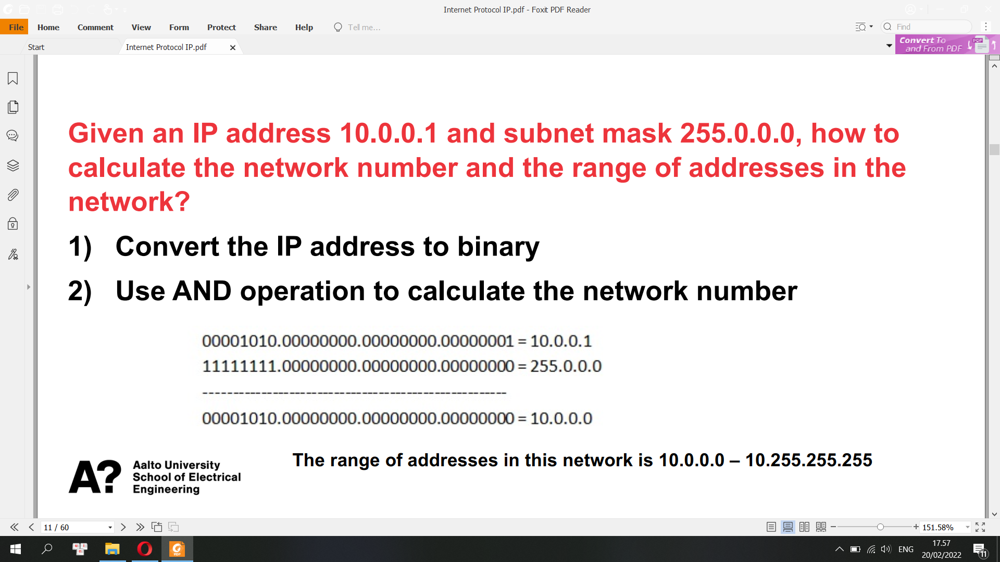 Internet Protocol IP.pdf - Foxit PDF Reader
File Home Comment View Form Protect Share Help Tell me... Find
Start Internet Protocol IP.pdf
Convert To
and From PDF
PDF
Given an IP address 10.0.0.1 and subnet mask 255.0.0.0, how to
calculate the network number and the range of addresses in the
network?
1) Convert the IP address to binary
2) Use AND operation to calculate the network number
00001010.00000000.00000000.00000001 = 10.0.0.1
11111111.00000000.00000000.00000000 = 255.0.0.0
------------------------------------------------------
00001010.00000000.00000000.00000000 = 10.0.0.0
The range of addresses in this network is 10.0.0.0 – 10.255.255.255
A?
Aalto University
School of Electrical
Engineering
11 / 60
151.58%
ENG
17.57
20/02/2022
11